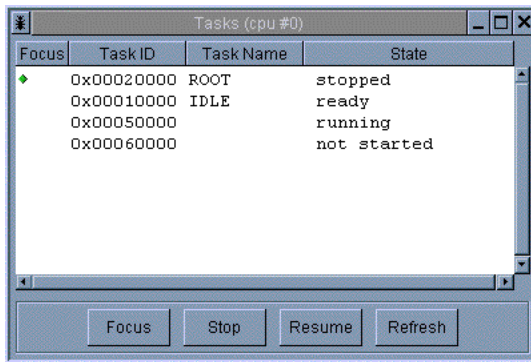 Tasks (cpu #0)
Focus Task ID Task Name State
0x00020000 ROOT stopped
0x00010000 IDLE ready
0x00050000 running
0x00060000 not started
Focus Stop Resume Refresh